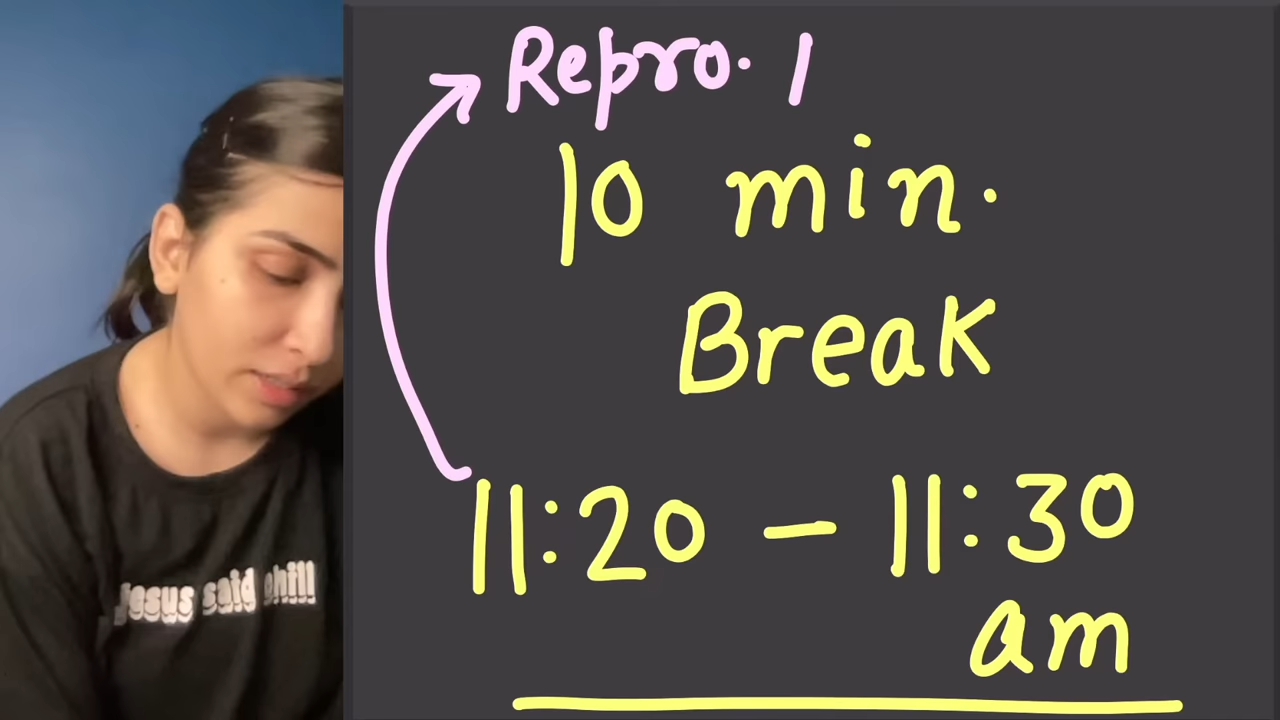 Repro. 1
10 min.
Break
11:20 – 11:30
am
Jesus said chill